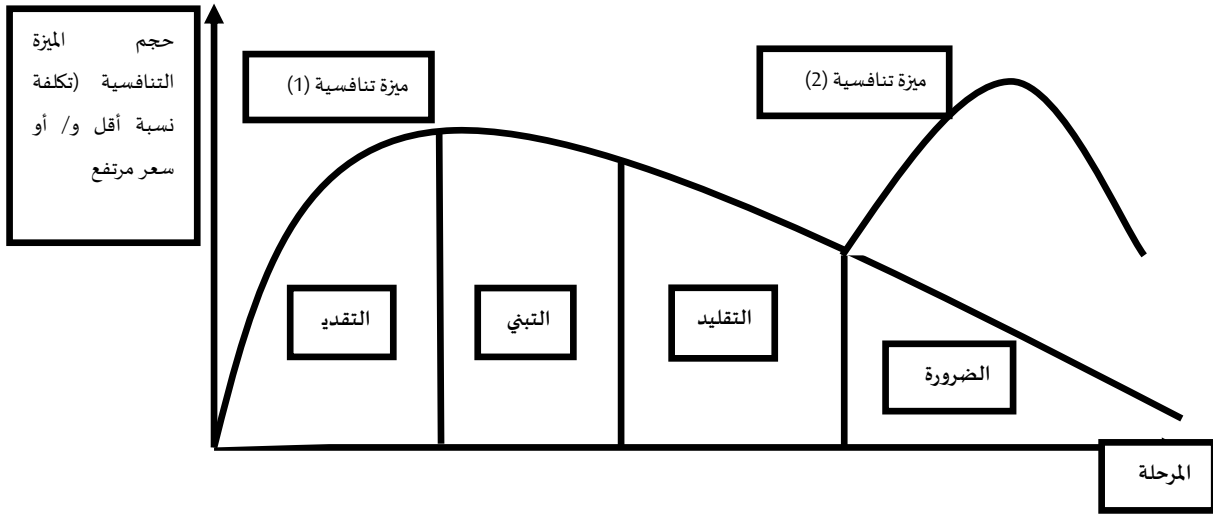 حجم الميزة
التنافسية (تكلفة
نسبة أقل و/ أو
سعر مرتفع
ميزة تنافسية (1)
ميزة تنافسية (2)
التقدي
التبني
التقليد
الضرورة
المرحلة